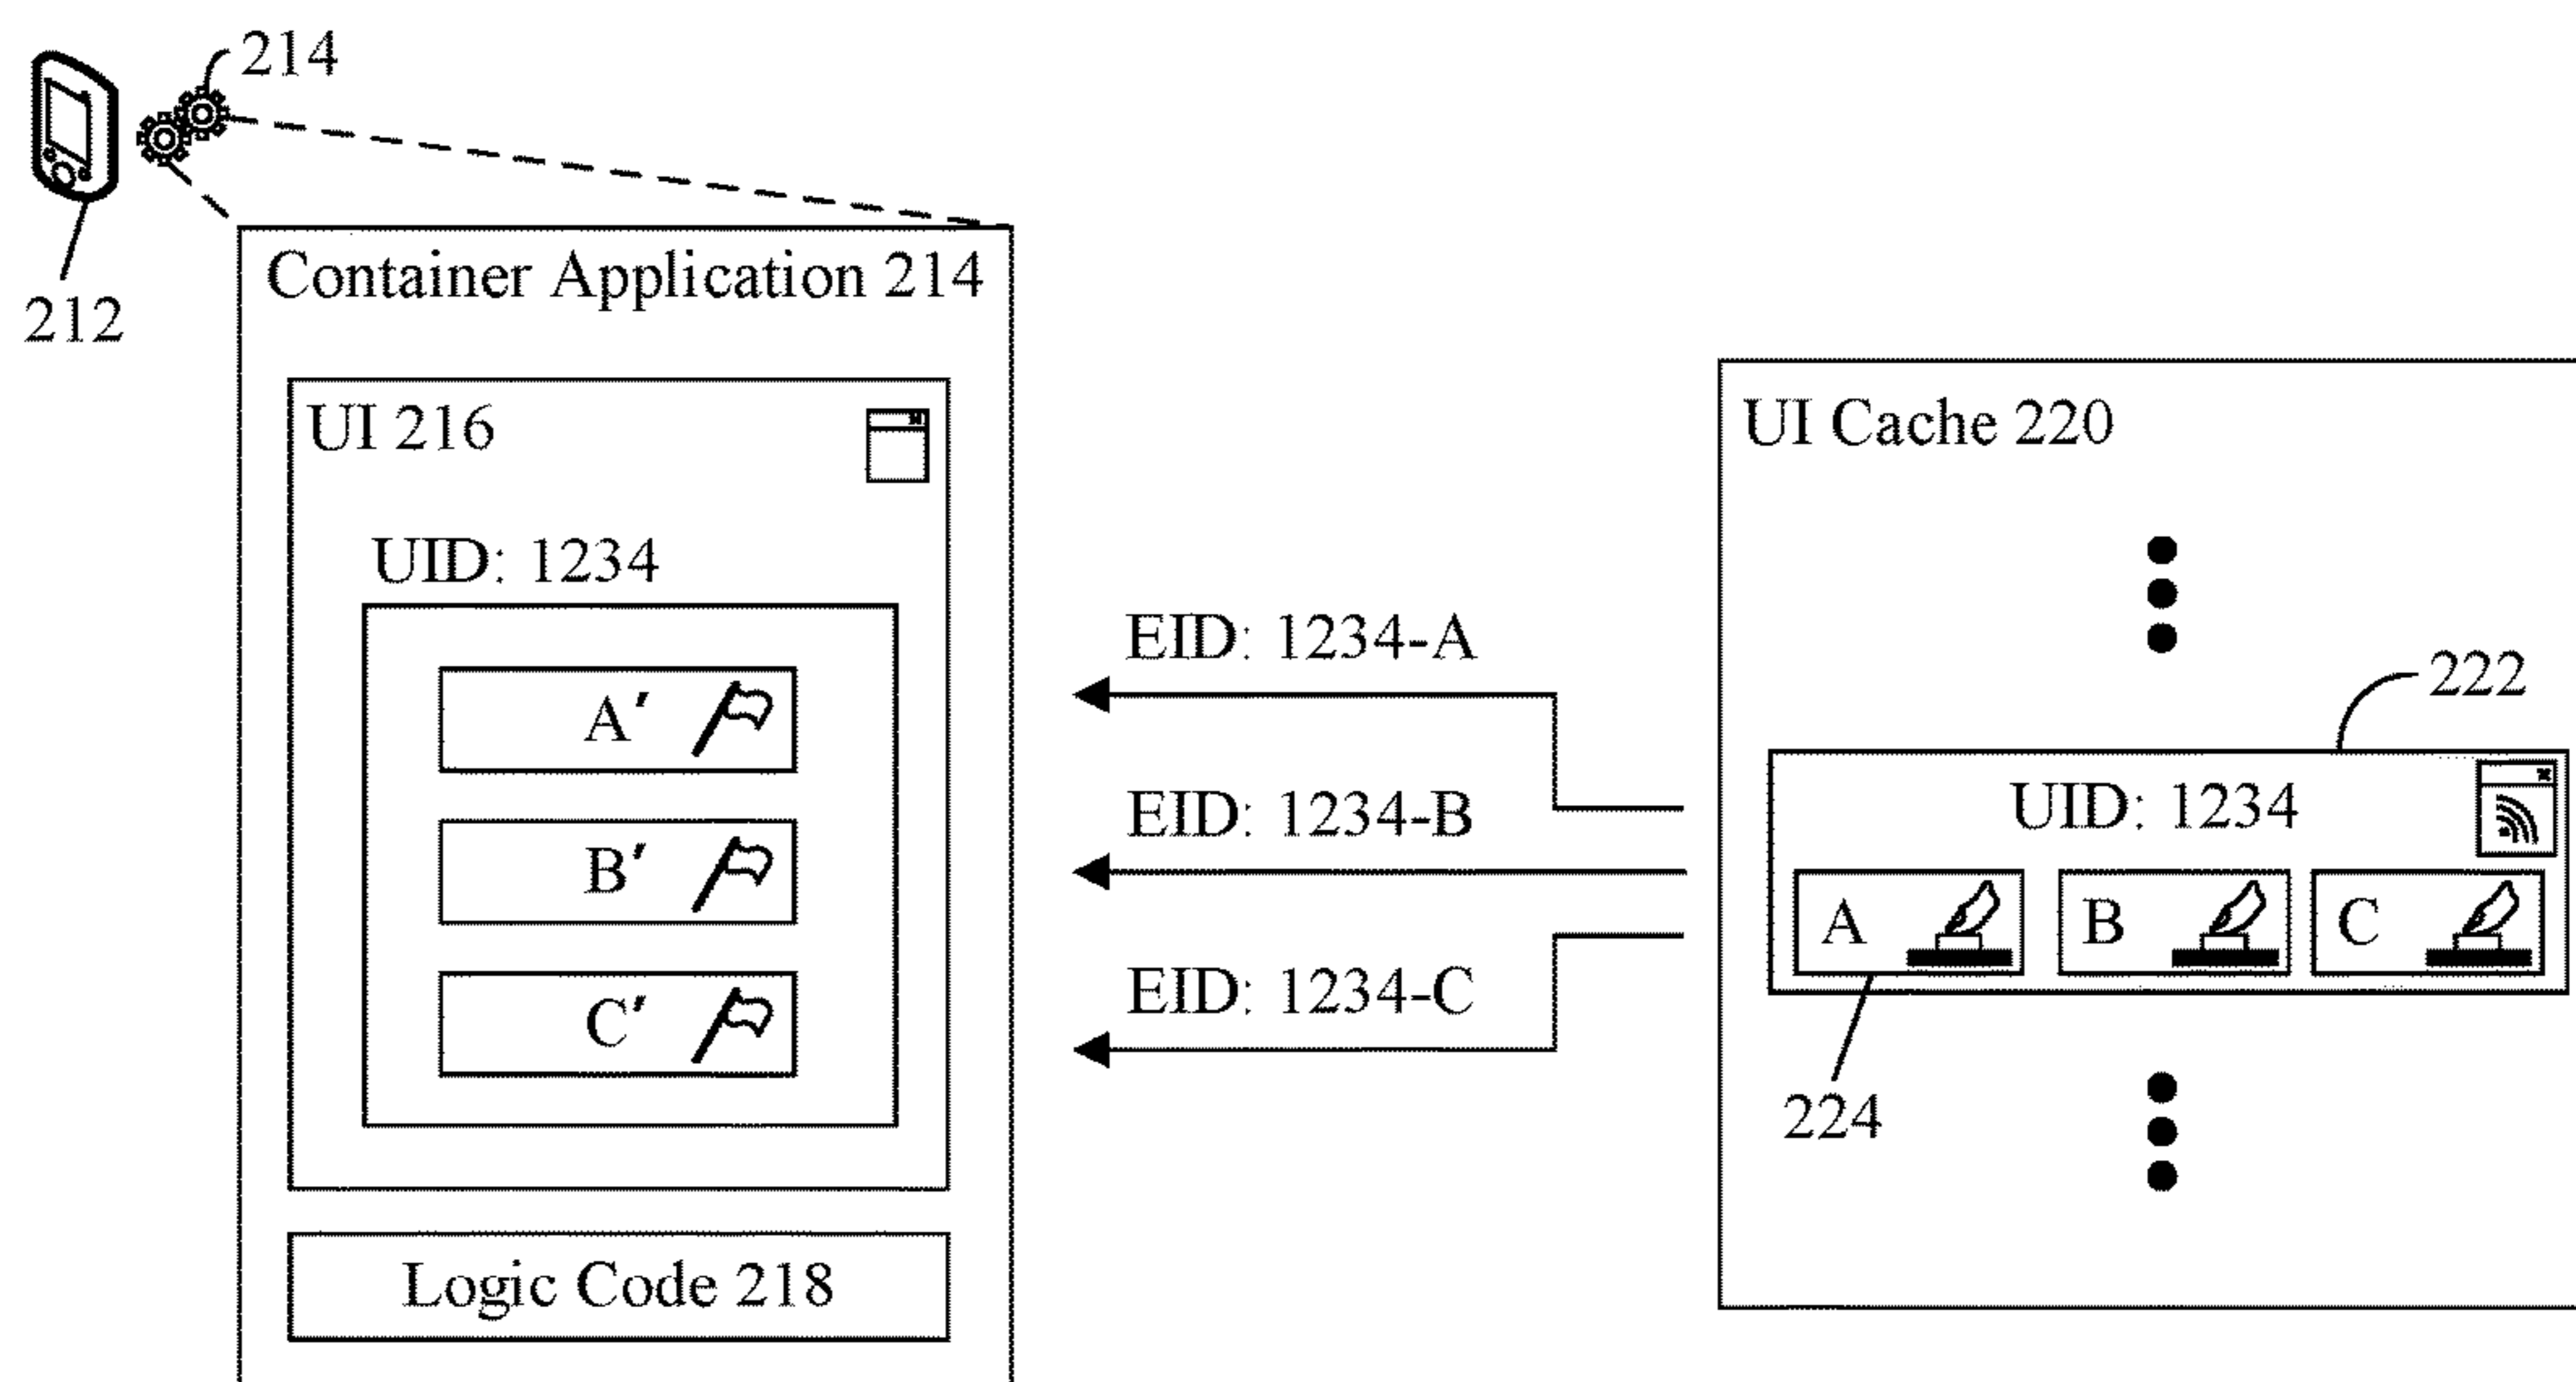 214
212
Container Application 214
UI 216
UID: 1234
A′
B′
C′
Logic Code 218
EID: 1234-A
EID: 1234-B
EID: 1234-C
UI Cache 220
222
UID: 1234
A
B
C
224